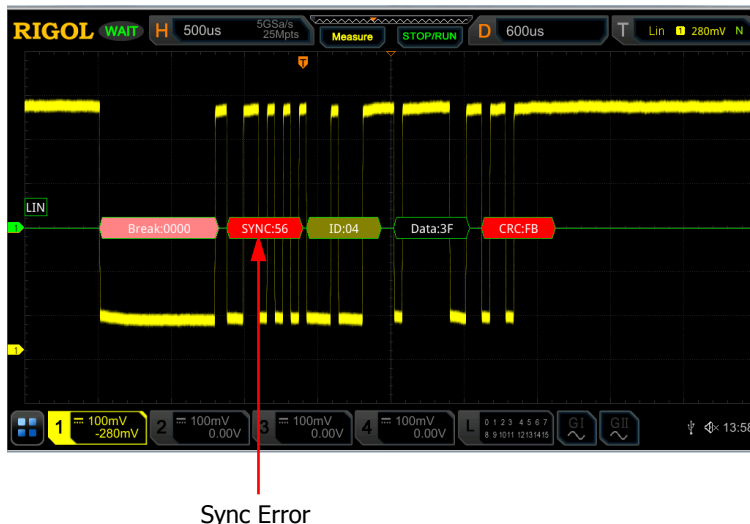 RIGOL WAIT H 500us 5GSa/s 25Mpts Measure STOP/RUN D 600us T Lin 1 280mV N
T
LIN
1 Break:0000 SYNC:56 ID:04 Data:3F CRC:FB
1
1 100mV -280mV 2 100mV 0.00V 3 100mV 0.00V 4 100mV 0.00V L 0 1 2 3 4 5 6 7 8 9 10 11 12 13 14 15 GI GII 13:58
Sync Error